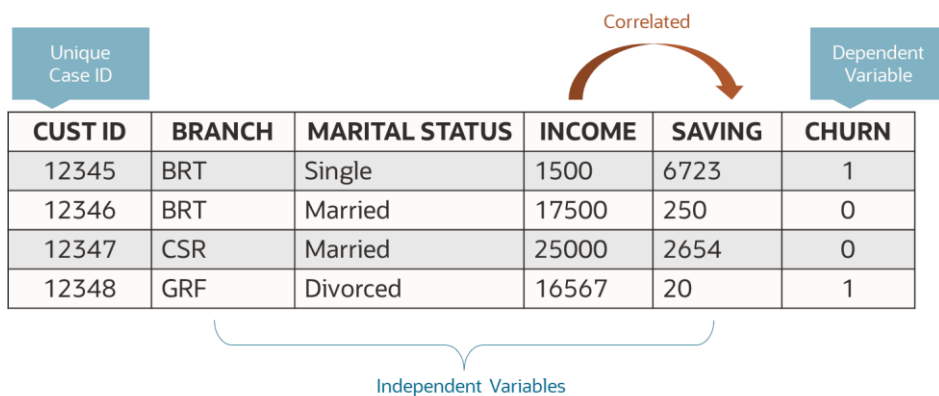 Correlated
Unique
Case ID
Dependent
Variable
CUST ID BRANCH MARITAL STATUS INCOME SAVING CHURN
12345 BRT Single 1500 6723 1
12346 BRT Married 17500 250 0
12347 CSR Married 25000 2654 0
12348 GRF Divorced 16567 20 1
Independent Variables